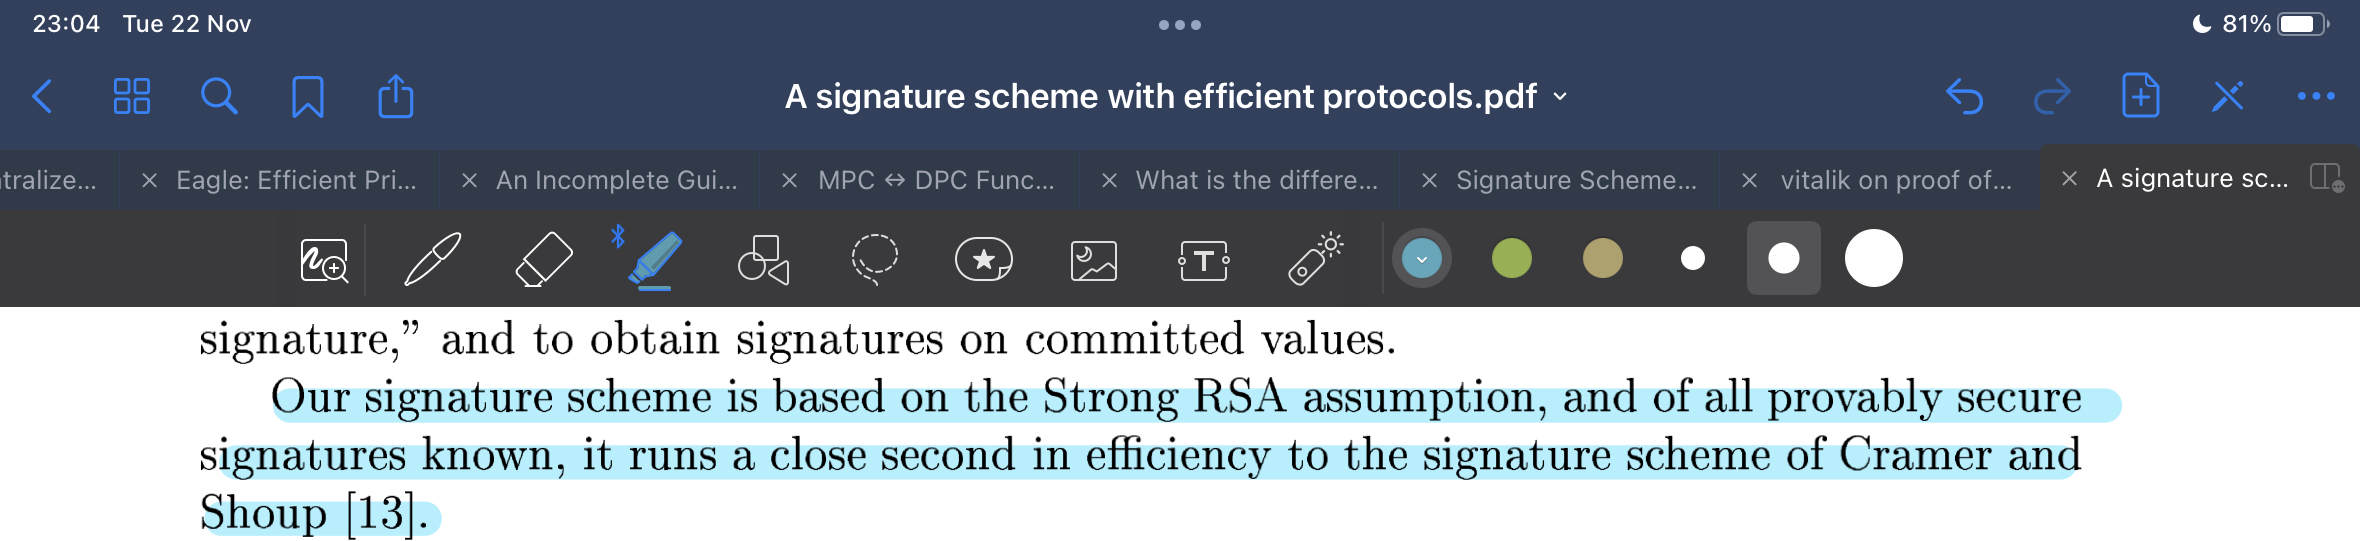 23:04 Tue 22 Nov
81%
A signature scheme with efficient protocols.pdf
tralize... Eagle: Efficient Pri... An Incomplete Gui... MPC ↔ DPC Func... What is the differe... Signature Scheme... vitalik on proof of... A signature sc...
T
signature,” and to obtain signatures on committed values.
Our signature scheme is based on the Strong RSA assumption, and of all provably secure
signatures known, it runs a close second in efficiency to the signature scheme of Cramer and
Shoup [13].